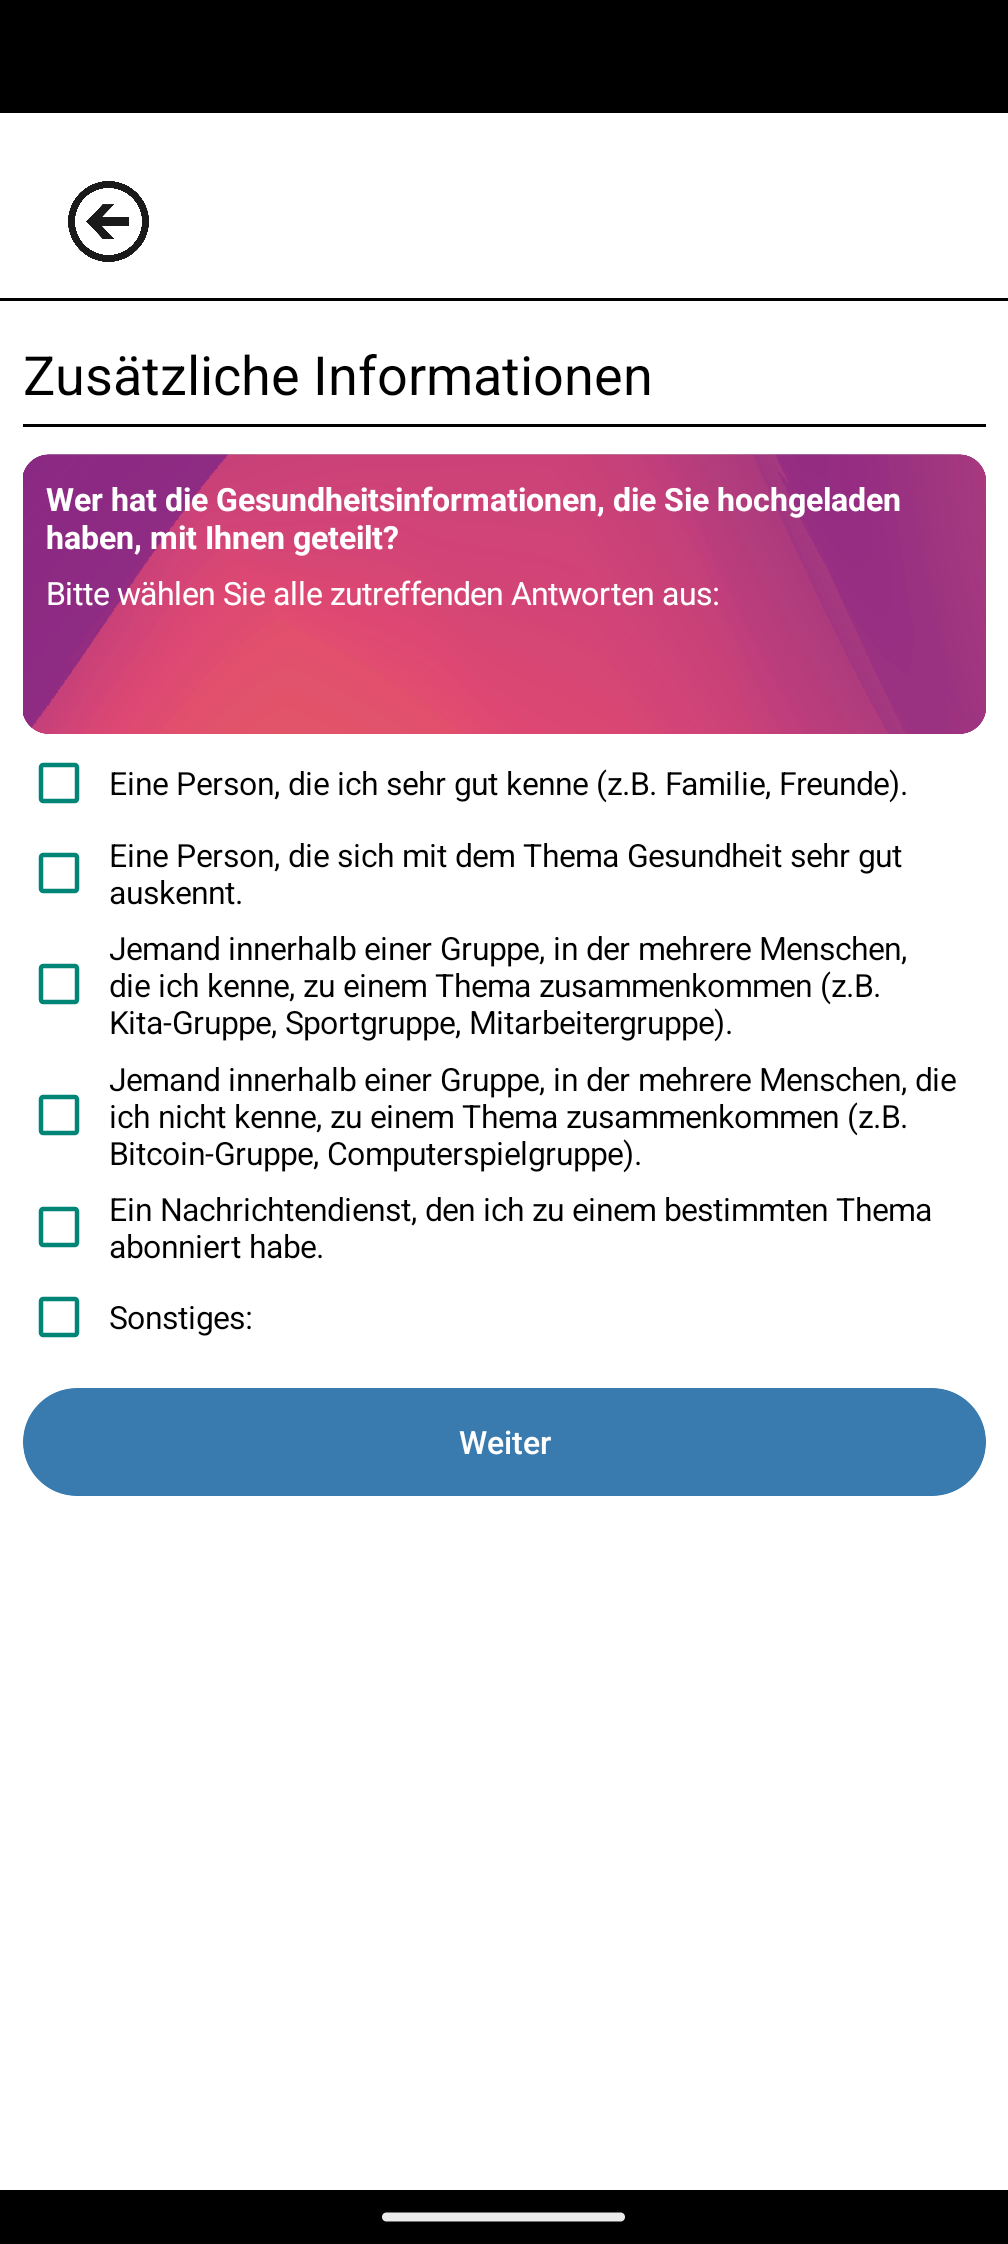 Zusätzliche Informationen
Wer hat die Gesundheitsinformationen, die Sie hochgeladen
haben, mit Ihnen geteilt?
Bitte wählen Sie alle zutreffenden Antworten aus:
Eine Person, die ich sehr gut kenne (z.B. Familie, Freunde).
Eine Person, die sich mit dem Thema Gesundheit sehr gut
auskennt.
Jemand innerhalb einer Gruppe, in der mehrere Menschen,
die ich kenne, zu einem Thema zusammenkommen (z.B.
Kita-Gruppe, Sportgruppe, Mitarbeitergruppe).
Jemand innerhalb einer Gruppe, in der mehrere Menschen, die
ich nicht kenne, zu einem Thema zusammenkommen (z.B.
Bitcoin-Gruppe, Computerspielgruppe).
Ein Nachrichtendienst, den ich zu einem bestimmten Thema
abonniert habe.
Sonstiges:
Weiter